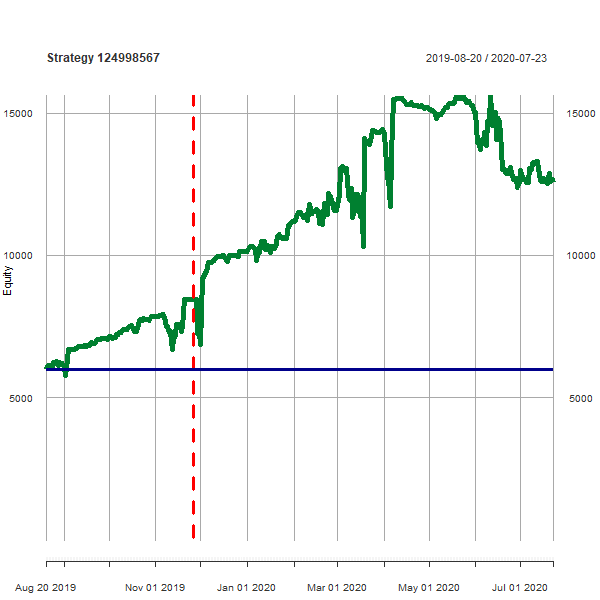 Strategy 124998567
2019-08-20 / 2020-07-23
15000
15000
10000
10000
Equity
5000
5000
Aug 20 2019
Nov 01 2019
Jan 01 2020
Mar 01 2020
May 01 2020
Jul 01 2020